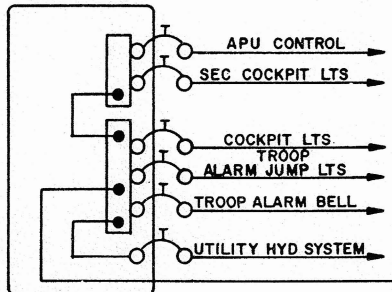 APU CONTROL
SEC COCKPIT LTS
COCKPIT LTS
TROOP
ALARM JUMP LTS
TROOP ALARM BELL
UTILITY HYD SYSTEM